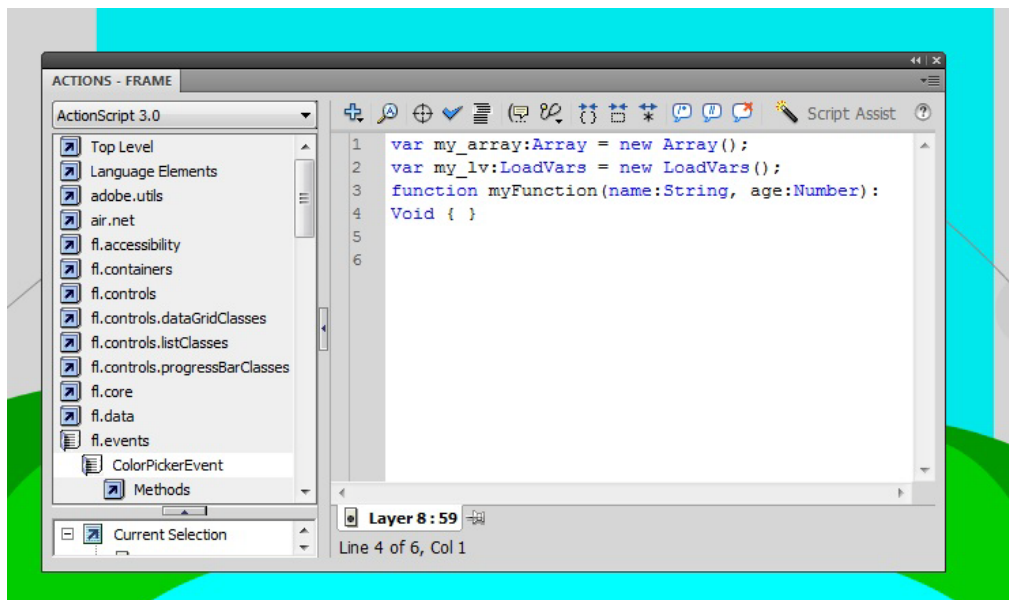 ACTIONS - FRAME
ActionScript 3.0
Script Assist
Top Level
Language Elements
adobe.utils
air.net
fl.accessibility
fl.containers
fl.controls
fl.controls.dataGridClasses
fl.controls.listClasses
fl.controls.progressBarClasses
fl.core
fl.data
fl.events
ColorPickerEvent
Methods
Current Selection
1 var my_array:Array = new Array();
2 var my_lv:LoadVars = new LoadVars();
3 function myFunction(name:String, age:Number):
4 Void { }
5
6
Layer 8 : 59
Line 4 of 6, Col 1